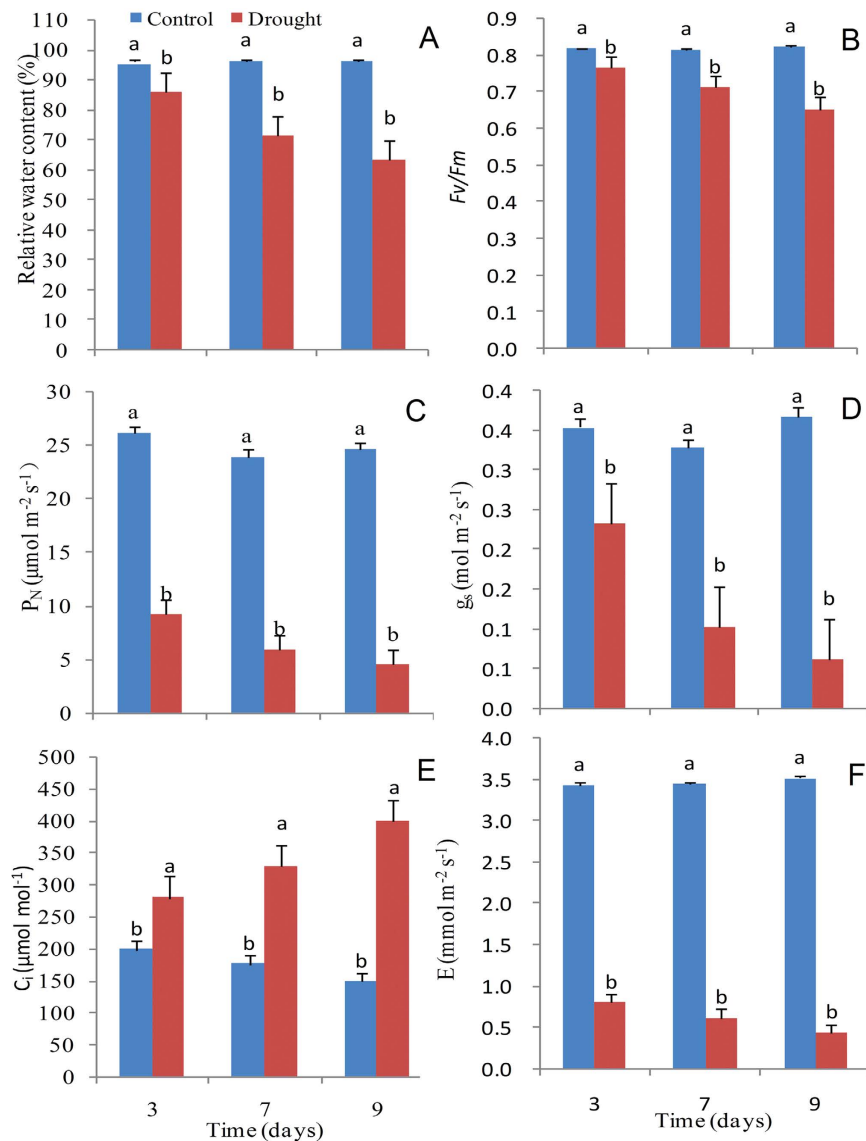 Control Drought
A
Relative water content (%)
110
100
90
80
70
60
50
40
30
20
10
0
a b a b a b
B
Fv/Fm
0.9
0.8
0.7
0.6
0.5
0.4
0.3
0.2
0.1
0.0
a b a b a b
C
P_N (µmol m⁻² s⁻¹)
30
25
20
15
10
5
0
a b a b a b
D
g_s (mol m⁻² s⁻¹)
0.4
0.4
0.3
0.3
0.2
0.2
0.1
0.1
0.0
a b a b a b
E
C_i (µmol mol⁻¹)
500
450
400
350
300
250
200
150
100
50
0
b a b a b a
3 7 9
Time (days)
F
E (mmol m⁻² s⁻¹)
4.0
3.5
3.0
2.5
2.0
1.5
1.0
0.5
0.0
a b a b a b
3 7 9
Time (days)